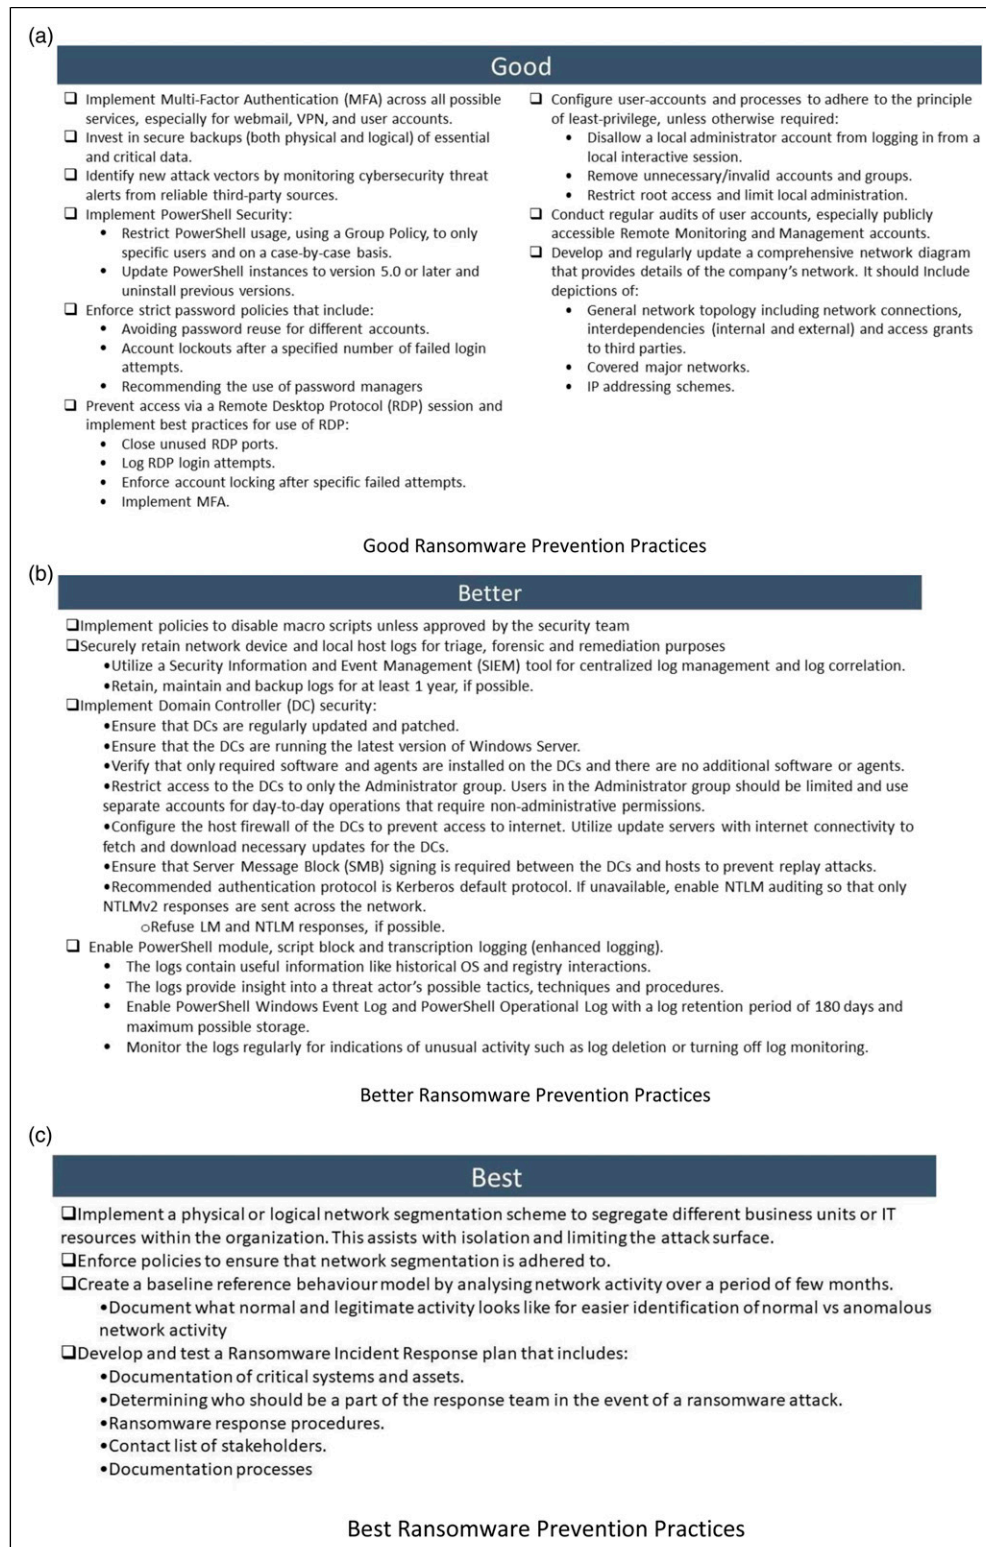 (a)
Good
❑ Implement Multi-Factor Authentication (MFA) across all possible
services, especially for webmail, VPN, and user accounts.
❑ Invest in secure backups (both physical and logical) of essential
and critical data.
❑ Identify new attack vectors by monitoring cybersecurity threat
alerts from reliable third-party sources.
❑ Implement PowerShell Security:
• Restrict PowerShell usage, using a Group Policy, to only
specific users and on a case-by-case basis.
• Update PowerShell instances to version 5.0 or later and
uninstall previous versions.
❑ Enforce strict password policies that include:
• Avoiding password reuse for different accounts.
• Account lockouts after a specified number of failed login
attempts.
• Recommending the use of password managers
❑ Prevent access via a Remote Desktop Protocol (RDP) session and
implement best practices for use of RDP:
• Close unused RDP ports.
• Log RDP login attempts.
• Enforce account locking after specific failed attempts.
• Implement MFA.
❑ Configure user-accounts and processes to adhere to the principle
of least-privilege, unless otherwise required:
• Disallow a local administrator account from logging in from a
local interactive session.
• Remove unnecessary/invalid accounts and groups.
• Restrict root access and limit local administration.
❑ Conduct regular audits of user accounts, especially publicly
accessible Remote Monitoring and Management accounts.
❑ Develop and regularly update a comprehensive network diagram
that provides details of the company's network. It should Include
depictions of:
• General network topology including network connections,
interdependencies (internal and external) and access grants
to third parties.
• Covered major networks.
• IP addressing schemes.
Good Ransomware Prevention Practices
(b)
Better
❑Implement policies to disable macro scripts unless approved by the security team
❑Securely retain network device and local host logs for triage, forensic and remediation purposes
•Utilize a Security Information and Event Management (SIEM) tool for centralized log management and log correlation.
•Retain, maintain and backup logs for at least 1 year, if possible.
❑Implement Domain Controller (DC) security:
•Ensure that DCs are regularly updated and patched.
•Ensure that the DCs are running the latest version of Windows Server.
•Verify that only required software and agents are installed on the DCs and there are no additional software or agents.
•Restrict access to the DCs to only the Administrator group. Users in the Administrator group should be limited and use
separate accounts for day-to-day operations that require non-administrative permissions.
•Configure the host firewall of the DCs to prevent access to internet. Utilize update servers with internet connectivity to
fetch and download necessary updates for the DCs.
•Ensure that Server Message Block (SMB) signing is required between the DCs and hosts to prevent replay attacks.
•Recommended authentication protocol is Kerberos default protocol. If unavailable, enable NTLM auditing so that only
NTLMv2 responses are sent across the network.
oRefuse LM and NTLM responses, if possible.
❑ Enable PowerShell module, script block and transcription logging (enhanced logging).
• The logs contain useful information like historical OS and registry interactions.
• The logs provide insight into a threat actor's possible tactics, techniques and procedures.
• Enable PowerShell Windows Event Log and PowerShell Operational Log with a log retention period of 180 days and
maximum possible storage.
• Monitor the logs regularly for indications of unusual activity such as log deletion or turning off log monitoring.
Better Ransomware Prevention Practices
(c)
Best
❑Implement a physical or logical network segmentation scheme to segregate different business units or IT
resources within the organization. This assists with isolation and limiting the attack surface.
❑Enforce policies to ensure that network segmentation is adhered to.
❑Create a baseline reference behaviour model by analysing network activity over a period of few months.
•Document what normal and legitimate activity looks like for easier identification of normal vs anomalous
network activity
❑Develop and test a Ransomware Incident Response plan that includes:
•Documentation of critical systems and assets.
•Determining who should be a part of the response team in the event of a ransomware attack.
•Ransomware response procedures.
•Contact list of stakeholders.
•Documentation processes
Best Ransomware Prevention Practices